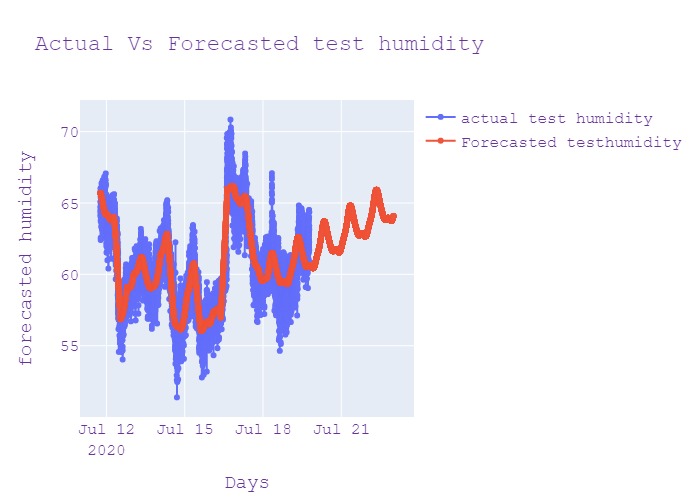 Actual Vs Forecasted test humidity
actual test humidity
Forecasted testhumidity
forecasted humidity
70
65
60
55
Jul 12
2020
Jul 15
Jul 18
Jul 21
Days